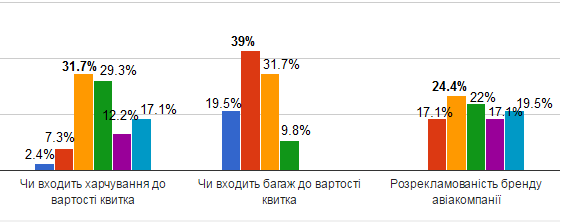 2.4% 7.3% 31.7% 29.3% 12.2% 17.1%
19.5% 39% 31.7% 9.8%
17.1% 24.4% 22% 17.1% 19.5%
Чи входить харчування до
вартості квитка
Чи входить багаж до вартості
квитка
Розрекламованість бренду
авіакомпанії